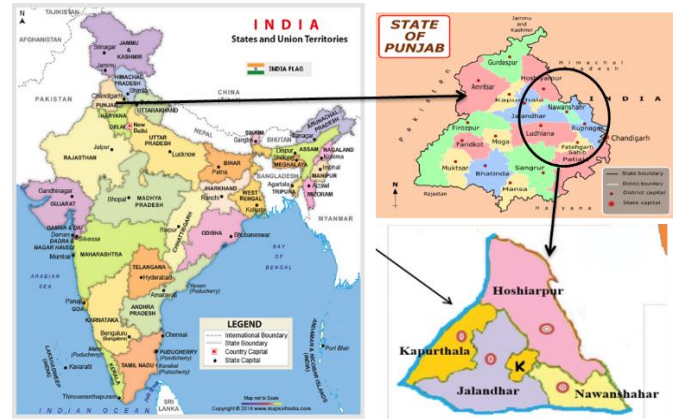 INDIA
States and Union Territories
INDIA FLAG
N
TAJIKISTAN
AFGHANISTAN
PAKISTAN
CHINA
NEPAL
BHUTAN
BANGLADESH
MYANMAR
SRI
LANKA
ARABIAN
SEA
BAY
OF
BENGAL
INDIAN OCEAN
LAKSHADWEEP
(INDIA)
ANDAMAN & NICOBAR ISLANDS
(INDIA)
JAMMU
&
KASHMIR
Srinagar
Jammu
HIMACHAL
PRADESH
Shimla
Chandigarh
PUNJAB
UTTARAKHAND
HARYANA
DELHI
New
Delhi
RAJASTHAN
Jaipur
UTTAR
PRADESH
Lucknow
BIHAR
Patna
SIKKIM
ARUNACHAL
PRADESH
ASSAM
Dispur
NAGALAND
Kohima
MEGHALAYA
Shillong
Imphal
MANIPUR
Agartala
TRIPURA
Aizawl
MIZORAM
Gandhinagar
GUJARAT
Bhopal
MADHYA
PRADESH
JHARKHAND
Ranchi
WEST
BENGAL
Kolkata
CHHATTISGARH
Raipur
ODISHA
Bhubaneswar
DAMAN & DIU
Daman
DADRA &
NAGAR HAVELI
Silvassa
Mumbai
MAHARASHTRA
TELANGANA
Hyderabad
Amaravati
Yanam
(Puducherry)
ANDHRA
PRADESH
Panaji
GOA
KARNATAKA
Bengaluru
(Bangalore)
Chennai
Mahe
(Puducherry)
PUDUCHERRY
(Pondicherry)
Karaikal
(Puducherry)
TAMIL NADU
KERALA
Kavaratti
Thiruvananthapuram
Port Blair
LEGEND
International Boundary
State Boundary
Country Capital
State Capital
Map not to Scale
Copyright © 2018 www.mapsofindia.com
STATE
OF
PUNJAB
Jammu
and
Kashmir
Himachal
Pradesh
Pakistan
INDIA
Gurdaspur
Amritsar
Hoshiarpur
Kapurthala
Nawanshahr
Jalandhar
Rupnagar
Firozpur
Ludhiana
Chandigarh
Moga
Faridkot
Fatehgarh
Sahib
Patiala
Muktsar
Bhatinda
Sangrur
Mansa
Rajasthan
Haryana
N
State boundary
District boundary
District capital
State capital
Hoshiarpur
Kapurthala
K
Jalandhar
Nawanshahar